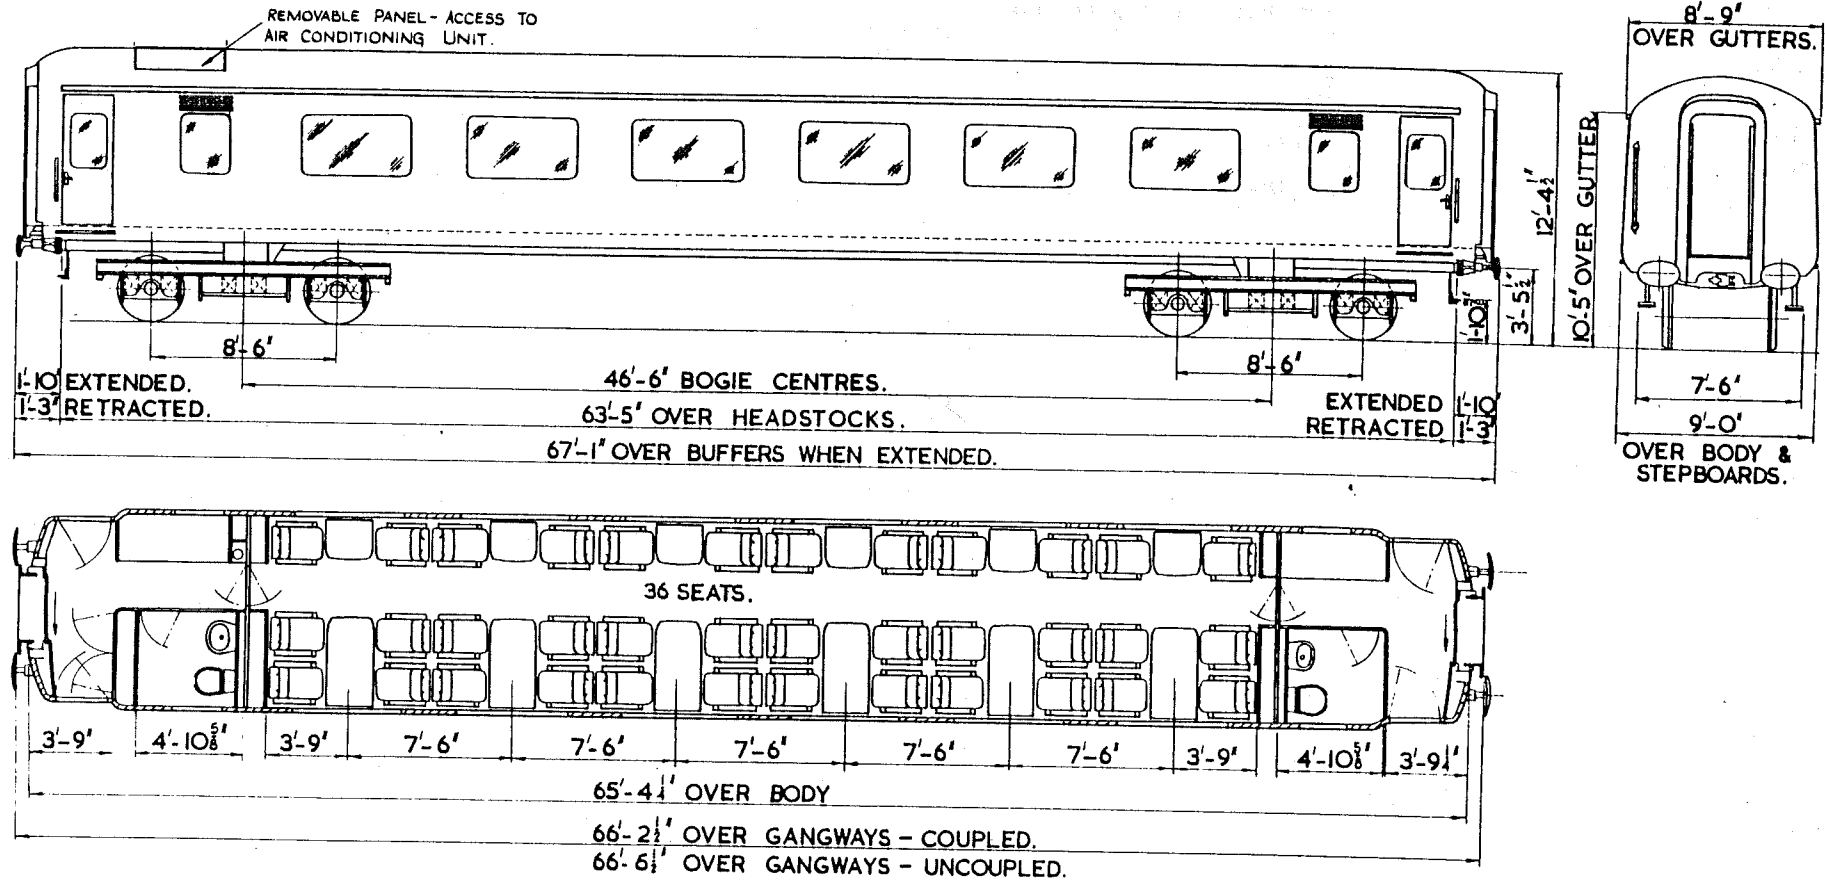 REMOVABLE PANEL - ACCESS TO
AIR CONDITIONING UNIT.
8'-9"
OVER GUTTERS.
12'-4½"
10'-5" OVER GUTTER.
1'-10"
3'-5½"
8'-6"
8'-6"
1'-10" EXTENDED.
1'-3" RETRACTED.
46'-6" BOGIE CENTRES.
63'-5" OVER HEADSTOCKS.
EXTENDED 1'-10"
RETRACTED 1'-3"
67'-1" OVER BUFFERS WHEN EXTENDED.
7'-6"
9'-0"
OVER BODY &
STEPBOARDS.
36 SEATS.
3'-9" 4'-10⅝" 3'-9" 7'-6" 7'-6" 7'-6" 7'-6" 7'-6" 3'-9" 4'-10⅝" 3'-9¼"
65'-4¼" OVER BODY
66'-2½" OVER GANGWAYS - COUPLED.
66'-6½" OVER GANGWAYS - UNCOUPLED.